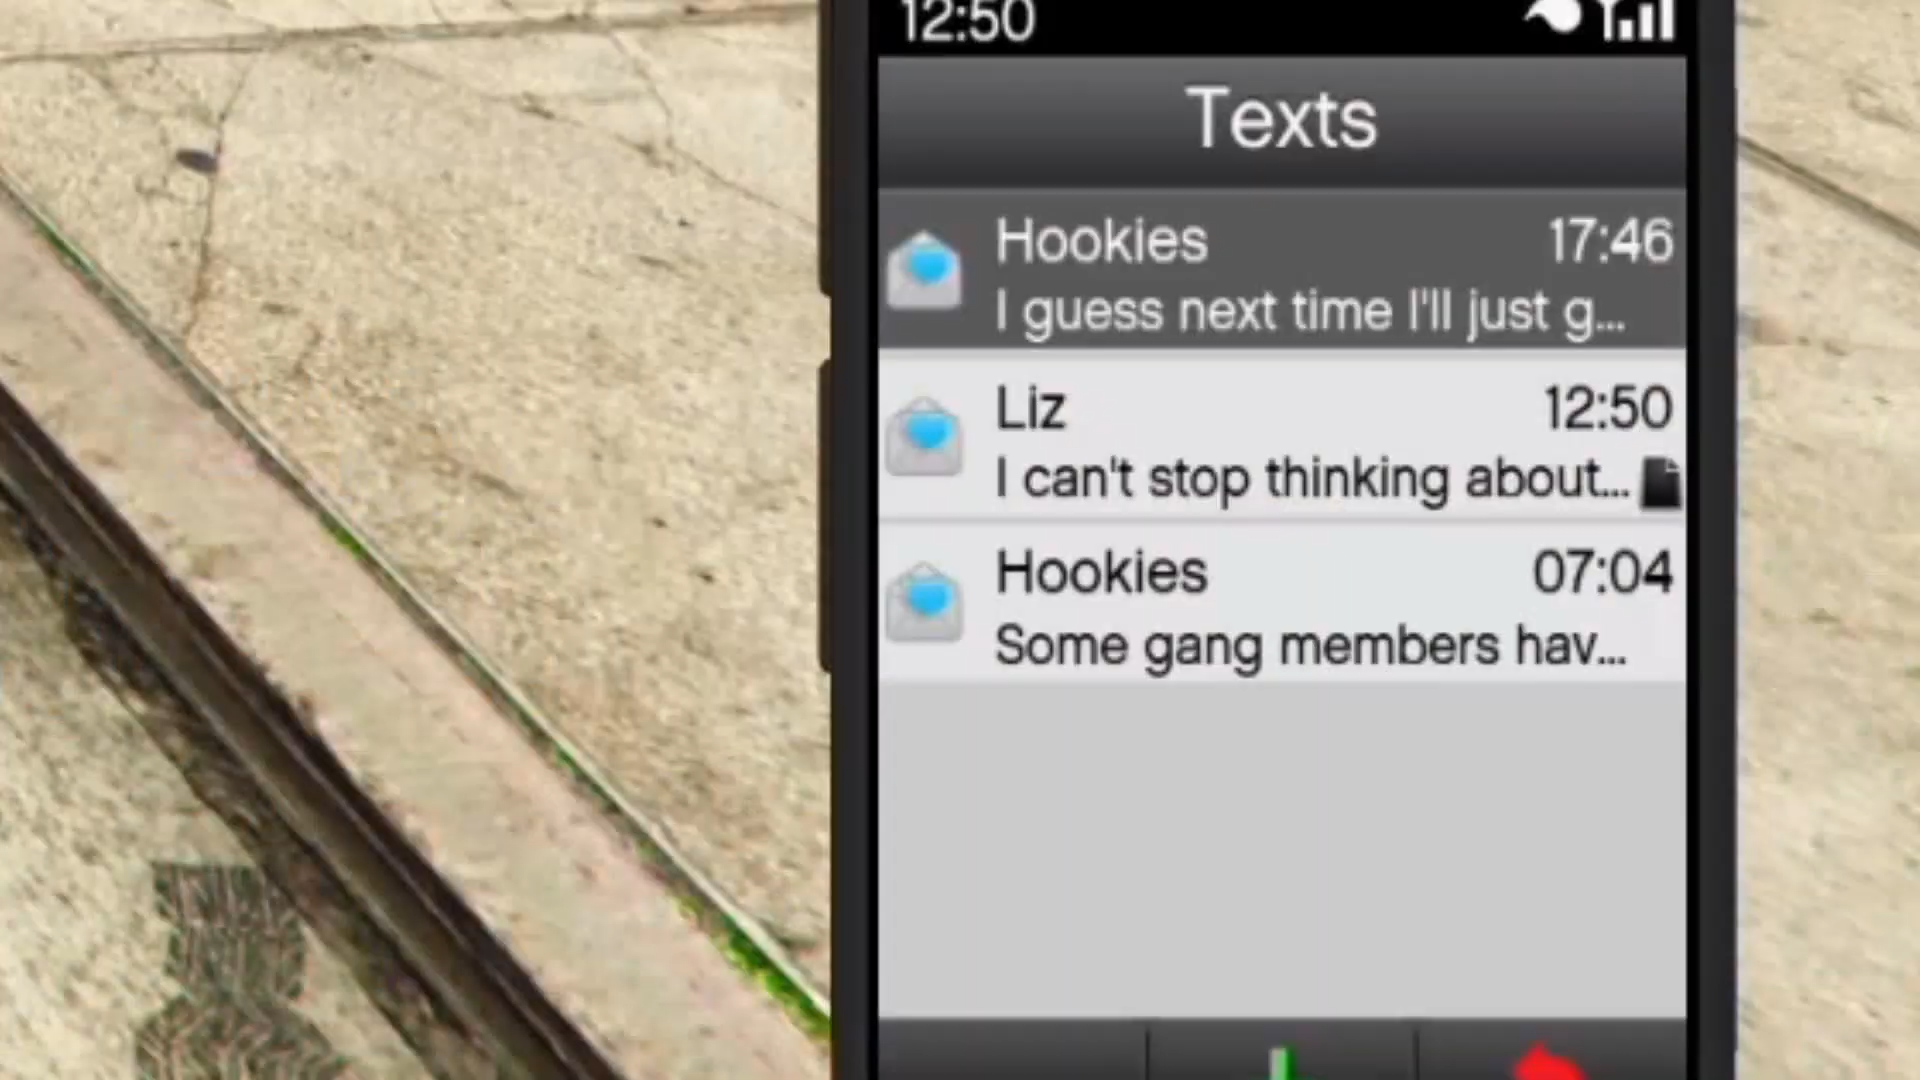 12:50
Texts
Hookies 17:46
I guess next time I'll just g...
Liz 12:50
I can't stop thinking about...
Hookies 07:04
Some gang members hav...